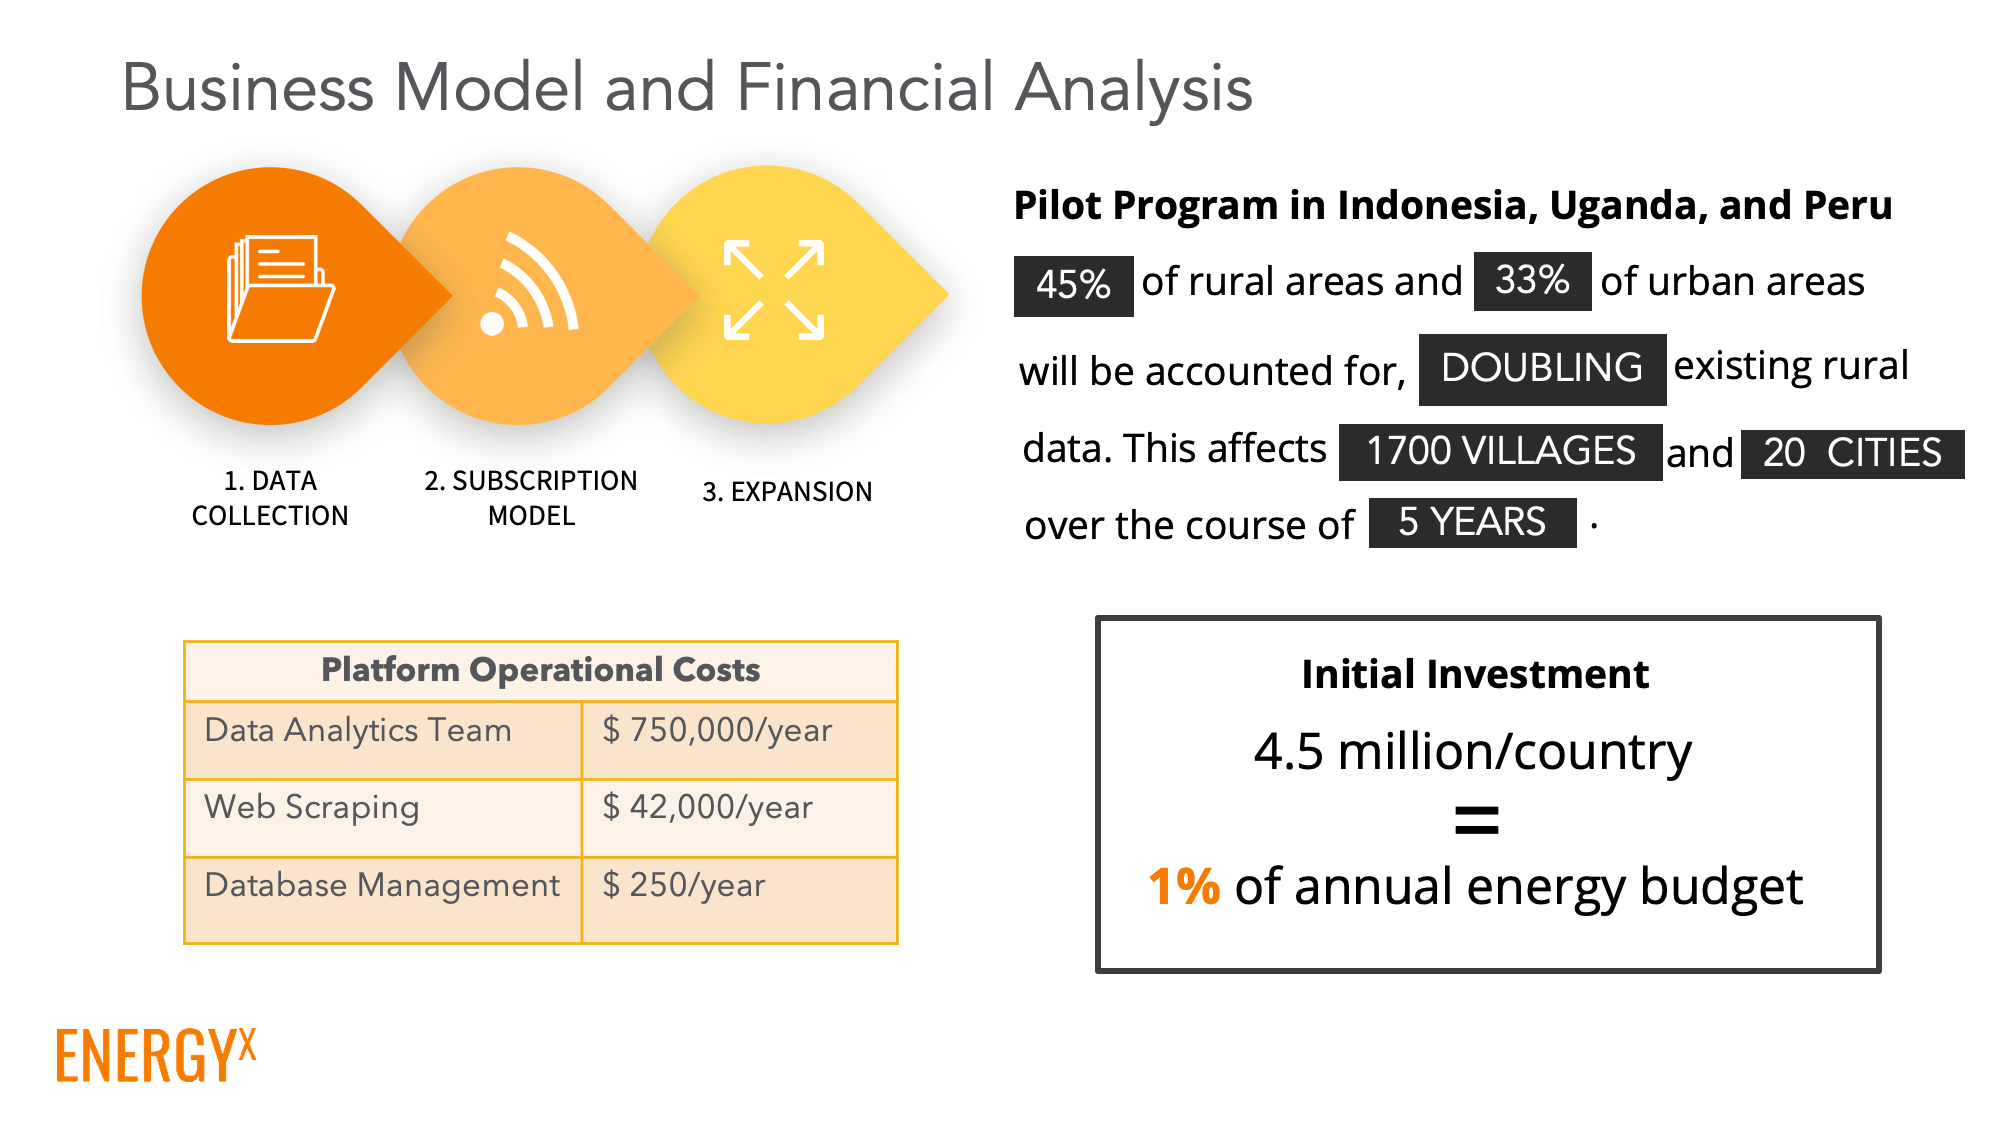 Business Model and Financial Analysis
1. DATA
COLLECTION
2. SUBSCRIPTION
MODEL
3. EXPANSION
Pilot Program in Indonesia, Uganda, and Peru
45% of rural areas and 33% of urban areas
will be accounted for, DOUBLING existing rural
data. This affects 1700 VILLAGES and 20 CITIES
over the course of 5 YEARS .
Platform Operational Costs
Data Analytics Team $ 750,000/year
Web Scraping $ 42,000/year
Database Management $ 250/year
Initial Investment
4.5 million/country
=
1% of annual energy budget
ENERGYX